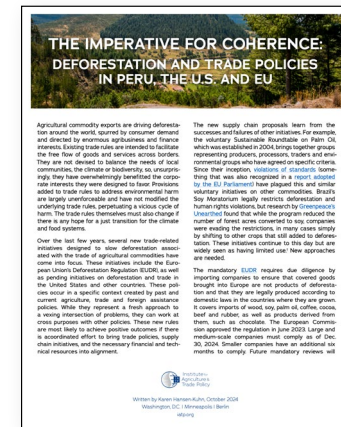 THE IMPERATIVE FOR COHERENCE:
DEFORESTATION AND TRADE POLICIES
IN PERU, THE U.S. AND EU
Agricultural commodity exports are driving deforesta-
tion around the world, spurred by consumer demand
and directed by enormous agribusiness and finance
interests. Existing trade rules are intended to facilitate
the free flow of goods and services across borders.
They are not devised to balance the needs of local
communities, the climate or biodiversity, so, unsurpris-
ingly, they have overwhelmingly benefitted the corpo-
rate interests they were designed to favor. Provisions
added to trade rules to address environmental harm
are largely unenforceable and have not modified the
underlying trade rules, perpetuating a vicious cycle of
harm. The trade rules themselves must also change if
there is any hope for a just transition for the climate
and food systems.
Over the last few years, several new trade-related
initiatives designed to slow deforestation associ-
ated with the trade of agricultural commodities have
come into focus. These initiatives include the Euro-
pean Union's Deforestation Regulation (EUDR), as well
as pending initiatives on deforestation and trade in
the United States and other countries. These poli-
cies occur in a specific context created by past and
current agriculture, trade and foreign assistance
policies. While they represent a fresh approach to
a vexing intersection of problems, they can work at
cross purposes with other policies. These new rules
are most likely to achieve positive outcomes if there
is accoordinated effort to bring trade policies, supply
chain initiatives, and the necessary financial and tech-
nical resources into alignment.
The new supply chain proposals learn from the
successes and failures of other initiatives. For example,
the voluntary Sustainable Roundtable on Palm Oil,
which was established in 2004, brings together groups
representing producers, processors, traders and envi-
ronmental groups who have agreed on specific criteria.
Since their inception, violations of standards (some-
thing that was also recognized in a report adopted
by the EU Parliament) have plagued this and similar
voluntary initiatives on other commodities. Brazil's
Soy Moratorium legally restricts deforestation and
human rights violations, but research by Greenpeace's
Unearthed found that while the program reduced the
number of forest acres converted to soy, companies
were evading the restrictions, in many cases simply
by shifting to other crops that still added to deforesta-
tion. These initiatives continue to this day but are
widely seen as having limited use. New approaches
are needed.
The mandatory EUDR requires due diligence by
importing companies to ensure that covered goods
brought into Europe are not products of deforesta-
tion and that they are legally produced according to
domestic laws in the countries where they are grown.
It covers imports of wood, soy, palm oil, coffee, cocoa,
beef and rubber, as well as products derived from
them, such as chocolate. The European Commis-
sion approved the regulation in June 2023. Large and
medium-scale companies must comply as of Dec.
30, 2024. Smaller companies have an additional six
months to comply. Future mandatory reviews will
Institute for
Agriculture &
Trade Policy
Written by Karen Hansen-Kuhn, October 2024
Washington, DC | Minneapolis | Berlin
iatp.org